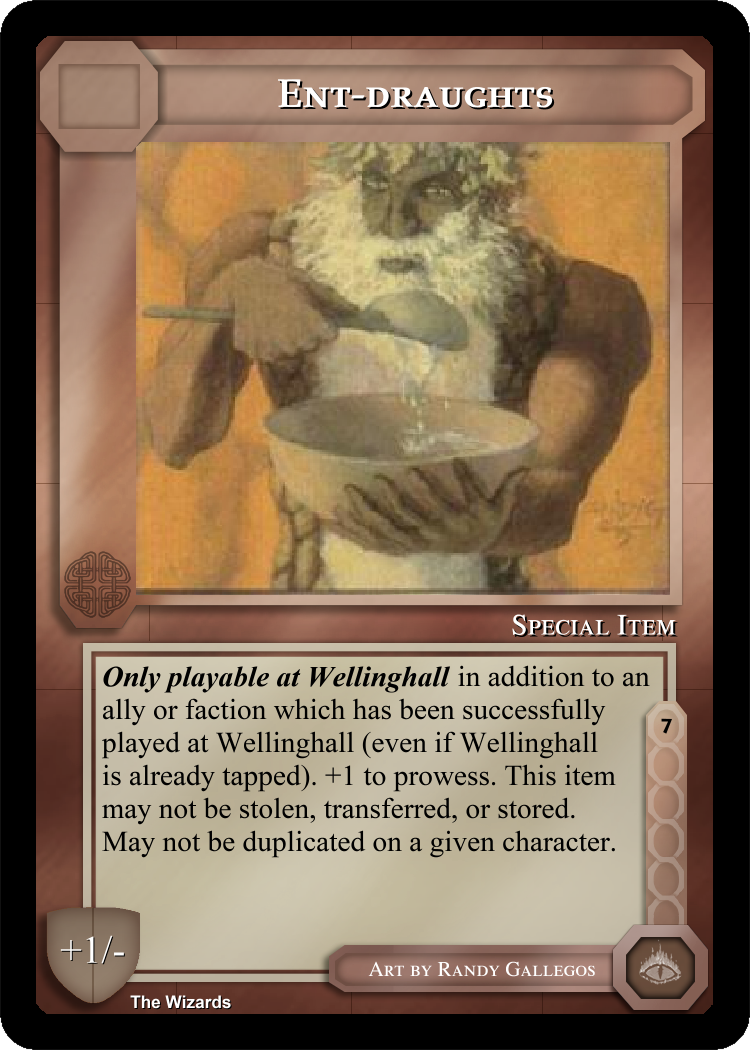 Ent-draughts
Special Item
Only playable at Wellinghall in addition to an
ally or faction which has been successfully
played at Wellinghall (even if Wellinghall
is already tapped). +1 to prowess. This item
may not be stolen, transferred, or stored.
May not be duplicated on a given character.
7
+1/-
Art by Randy Gallegos
The Wizards